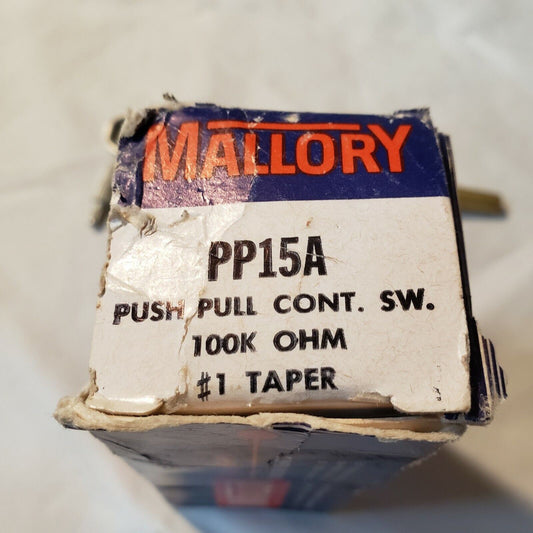 MALLORY
PP15A
PUSH PULL CONT. SW.
100K OHM
#1 TAPER